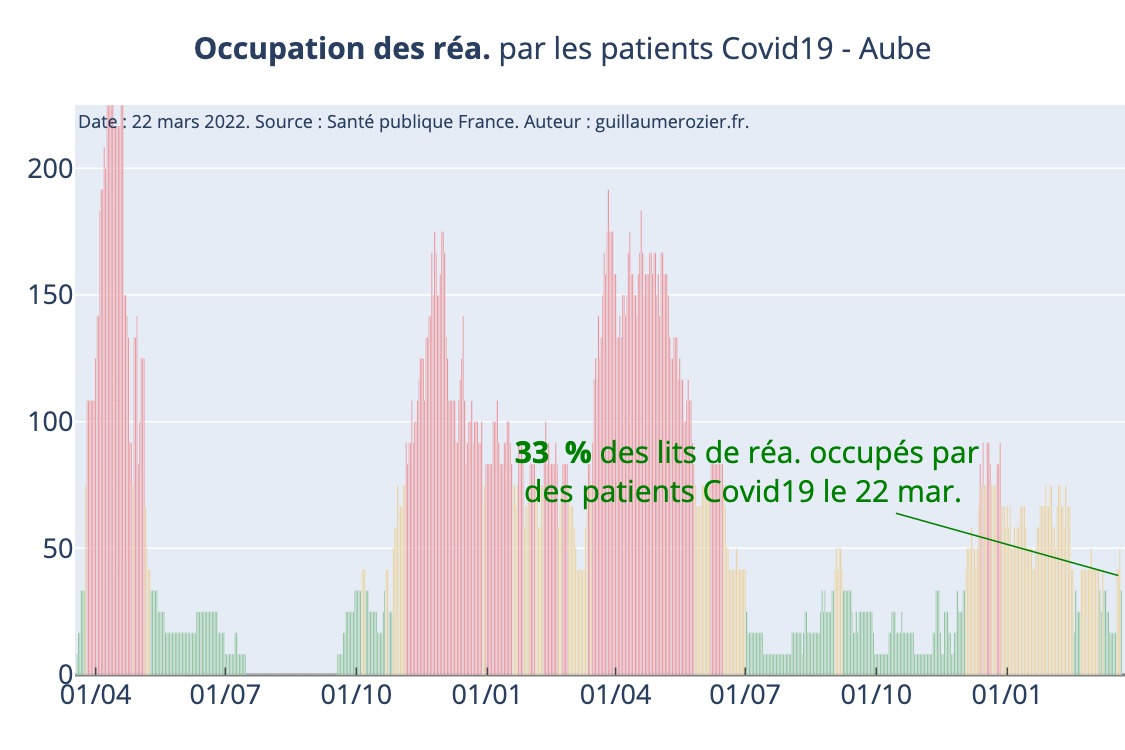 Occupation des réa. par les patients Covid19 - Aube
Date : 22 mars 2022. Source : Santé publique France. Auteur : guillaumerozier.fr.
200
150
100
33 % des lits de réa. occupés par
des patients Covid19 le 22 mar.
50
0
01/04 01/07 01/10 01/01 01/04 01/07 01/10 01/01